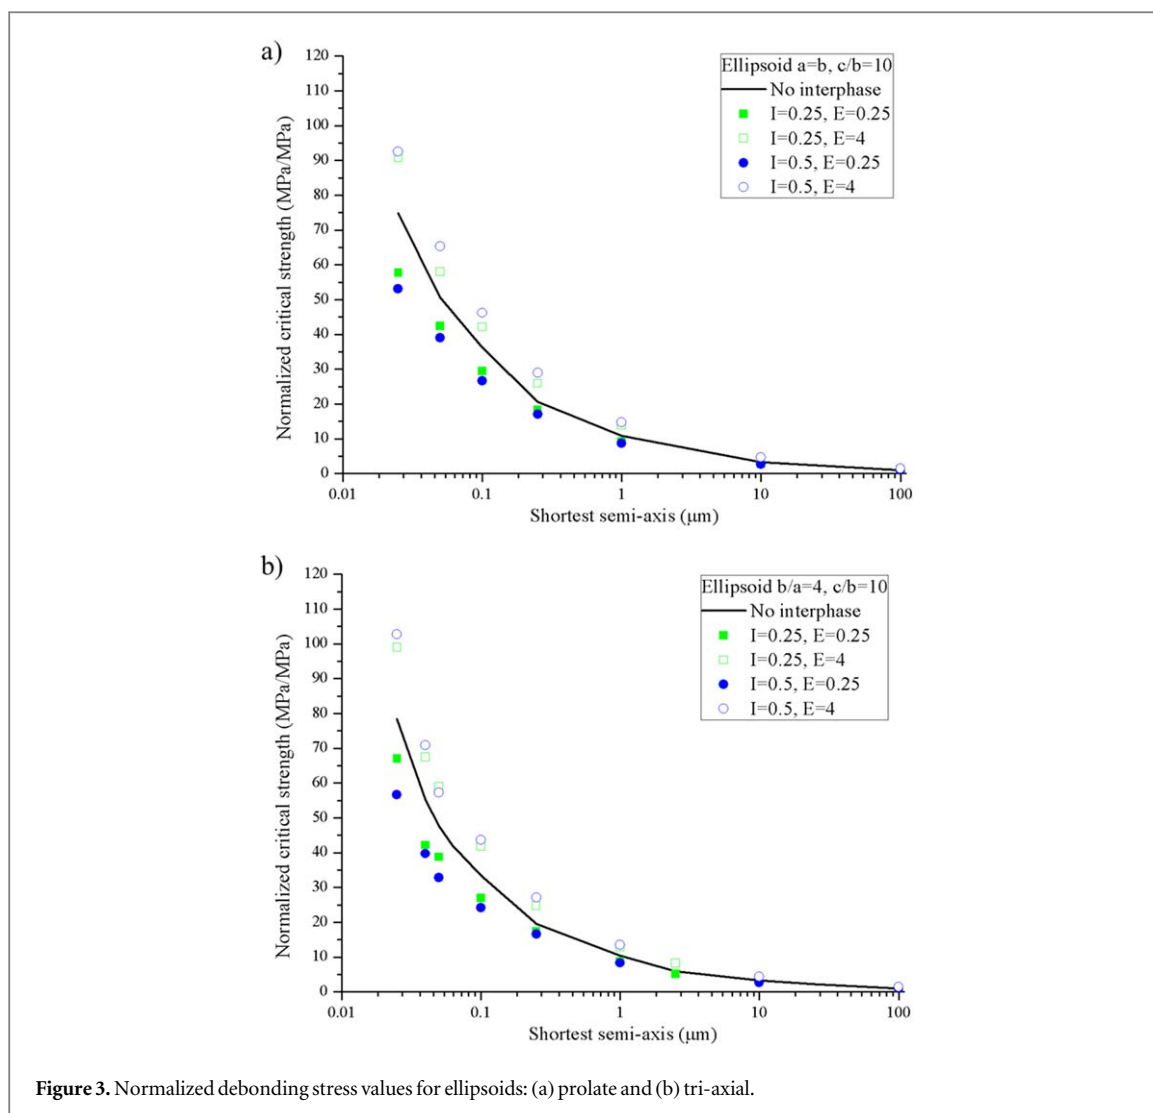 a)
120
110
100
90
80
70
60
50
40
30
20
10
0
Normalized critical strength (MPa/MPa)
Ellipsoid a=b, c/b=10
No interphase
I=0.25, E=0.25
I=0.25, E=4
I=0.5, E=0.25
I=0.5, E=4
0.01 0.1 1 10 100
Shortest semi-axis (μm)
b)
120
110
100
90
80
70
60
50
40
30
20
10
0
Normalized critical strength (MPa/MPa)
Ellipsoid b/a=4, c/b=10
No interphase
I=0.25, E=0.25
I=0.25, E=4
I=0.5, E=0.25
I=0.5, E=4
0.01 0.1 1 10 100
Shortest semi-axis (μm)
Figure 3. Normalized debonding stress values for ellipsoids: (a) prolate and (b) tri-axial.